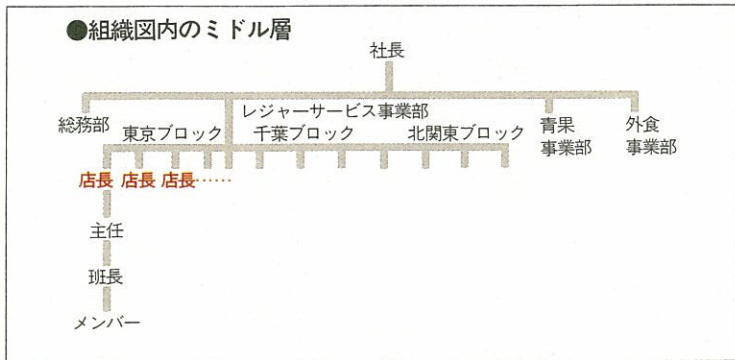 ●組織図内のミドル層
社長
総務部
レジャーサービス事業部
青果
事業部
外食
事業部
東京ブロック
千葉ブロック
北関東ブロック
店長 店長 店長……
主任
班長
メンバー